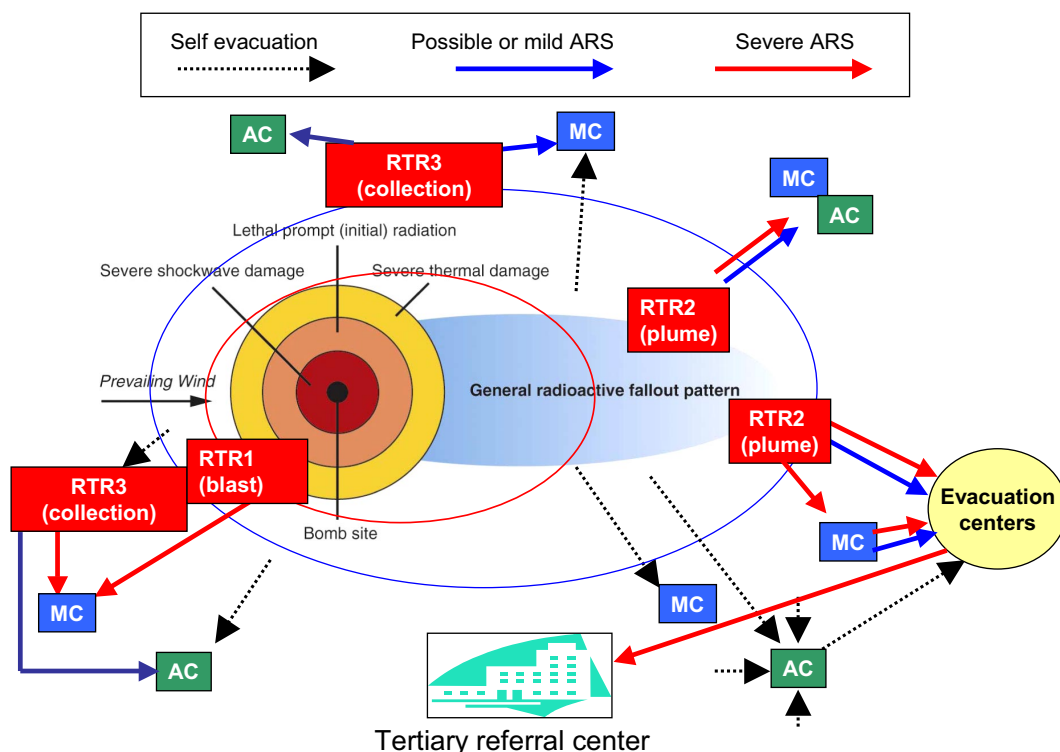 Self evacuation
Possible or mild ARS
Severe ARS
AC
MC
RTR3
(collection)
MC
AC
Lethal prompt (initial) radiation
Severe shockwave damage
Severe thermal damage
RTR2
(plume)
Prevailing Wind
General radioactive fallout pattern
RTR2
(plume)
RTR1
(blast)
RTR3
(collection)
Evacuation
centers
Bomb site
MC
MC
MC
AC
AC
Tertiary referral center